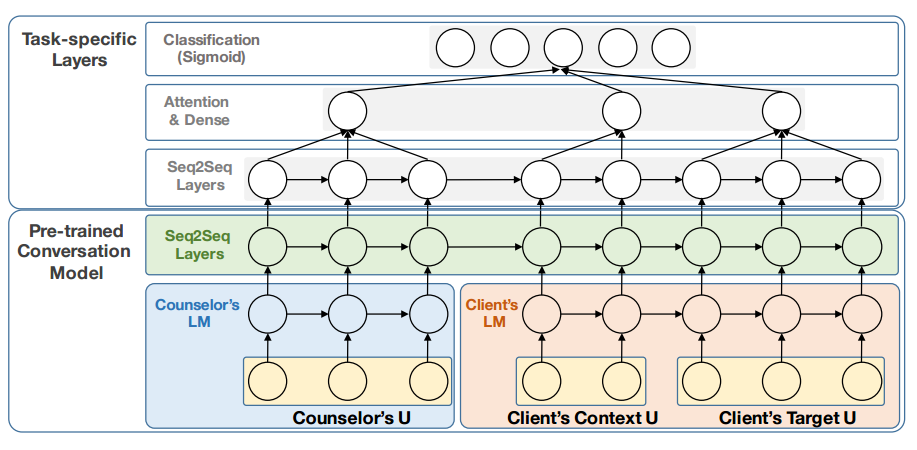 Task-specific
Layers
Classification
(Sigmoid)
Attention
& Dense
Seq2Seq
Layers
Pre-trained
Conversation
Model
Seq2Seq
Layers
Counselor's
LM
Client's
LM
Counselor's U
Client's Context U
Client's Target U